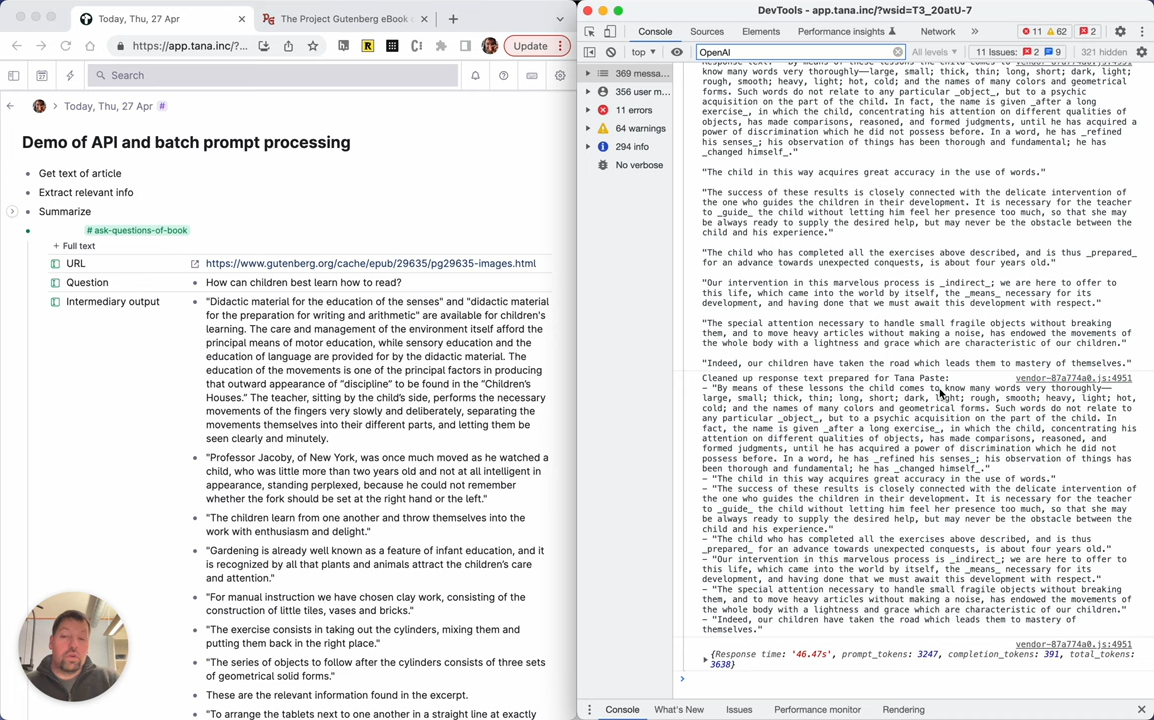 Today, Thu, 27 Apr
The Project Gutenberg eBook
https://app.tana.inc/?...
Update
Search
Today, Thu, 27 Apr #
Demo of API and batch prompt processing
Get text of article
Extract relevant info
Summarize
# ask-questions-of-book
+ Full text
URL
https://www.gutenberg.org/cache/epub/29635/pg29635-images.html
Question
How can children best learn how to read?
Intermediary output
"Didactic material for the education of the senses" and "didactic
material for the preparation for writing and arithmetic" are available for children's
learning. The care and management of the environment itself afford the
principal means of motor education, while sensory education and the
education of language are provided for by the didactic material. The
education of the movements is one of the principal factors in producing
that outward appearance of “discipline” to be found in the “Children’s
Houses.” The teacher, sitting by the child’s side, performs the necessary
movements of the fingers very slowly and deliberately, separating the
movements themselves into their different parts, and letting them be
seen clearly and minutely.
"Professor Jacoby, of New York, was once much moved as he watched a
child, who was little more than two years old and not at all intelligent in
appearance, standing perplexed, because he could not remember
whether the fork should be set at the right hand or the left."
"The children learn from one another and throw themselves into the
work with enthusiasm and delight."
"Gardening is already well known as a feature of infant education, and it
is recognized by all that plants and animals attract the children’s care
and attention."
"For manual instruction we have chosen clay work, consisting of the
construction of little tiles, vases and bricks."
"The exercise consists in taking out the cylinders, mixing them and
putting them back in the right place."
"The series of objects to follow after the cylinders consists of three sets
of geometrical solid forms."
These are the relevant information found in the excerpt.
"To arrange the tablets next to one another in a straight line at exactly
DevTools - app.tana.inc/?wsid=T3_20atU-7
Console
Sources
Elements
Performance insights
Network
11
62
2
top
OpenAI
All levels
11 Issues:
2
9
321 hidden
369 messa...
356 user m...
11 errors
64 warnings
294 info
No verbose
Response text: "By means of these lessons the child comes to
vendor-87a774a0.js:4951
know many words very thoroughly—large, small; thick, thin; long, short; dark, light;
rough, smooth; heavy, light; hot, cold; and the names of many colors and geometrical
forms. Such words do not relate to any particular _object_, but to a psychic
acquisition on the part of the child. In fact, the name is given _after a long
exercise_, in which the child, concentrating his attention on different qualities of
objects, has made comparisons, reasoned, and formed judgments, until he has acquired a
power of discrimination which he did not possess before. In a word, he has _refined
his senses_; his observation of things has been thorough and fundamental; he has
_changed himself_."
"The child in this way acquires great accuracy in the use of words."
"The success of these results is closely connected with the delicate intervention of
the one who guides the children in their development. It is necessary for the teacher
to _guide_ the child without letting him feel her presence too much, so that she may
be always ready to supply the desired help, but may never be the obstacle between the
child and his experience."
"The child who has completed all the exercises above described, and is thus _prepared_
for an advance towards unexpected conquests, is about four years old."
"Our intervention in this marvelous process is _indirect_; we are here to offer to
this life, which came into the world by itself, the _means_ necessary for its
development, and having done that we must await this development with respect."
"The special attention necessary to handle small fragile objects without breaking
them, and to move heavy articles without making a noise, has endowed the movements of
the whole body with a lightness and grace which are characteristic of our children."
"Indeed, our children have taken the road which leads them to mastery of themselves."
Cleaned up response text prepared for Tana Paste:
vendor-87a774a0.js:4951
- "By means of these lessons the child comes to know many words very thoroughly—
large, small; thick, thin; long, short; dark, light; rough, smooth; heavy, light; hot,
cold; and the names of many colors and geometrical forms. Such words do not relate to
any particular _object_, but to a psychic acquisition on the part of the child. In
fact, the name is given _after a long exercise_, in which the child, concentrating his
attention on different qualities of objects, has made comparisons, reasoned, and
formed judgments, until he has acquired a power of discrimination which he did not
possess before. In a word, he has _refined his senses_; his observation of things has
been thorough and fundamental; he has _changed himself_."
- "The child in this way acquires great accuracy in the use of words."
- "The success of these results is closely connected with the delicate intervention of
the one who guides the children in their development. It is necessary for the teacher
to _guide_ the child without letting him feel her presence too much, so that she may
be always ready to supply the desired help, but may never be the obstacle between the
child and his experience."
- "The child who has completed all the exercises above described, and is thus
_prepared_ for an advance towards unexpected conquests, is about four years old."
- "Our intervention in this marvelous process is _indirect_; we are here to offer to
this life, which came into the world by itself, the _means_ necessary for its
development, and having done that we must await this development with respect."
- "The special attention necessary to handle small fragile objects without breaking
them, and to move heavy articles without making a noise, has endowed the movements of
the whole body with a lightness and grace which are characteristic of our children."
- "Indeed, our children have taken the road which leads them to mastery of
themselves."
vendor-87a774a0.js:4951
{Response time: '46.47s', prompt_tokens: 3247, completion_tokens: 391, total_tokens:
3638}
Console
What's New
Issues
Performance monitor
Rendering